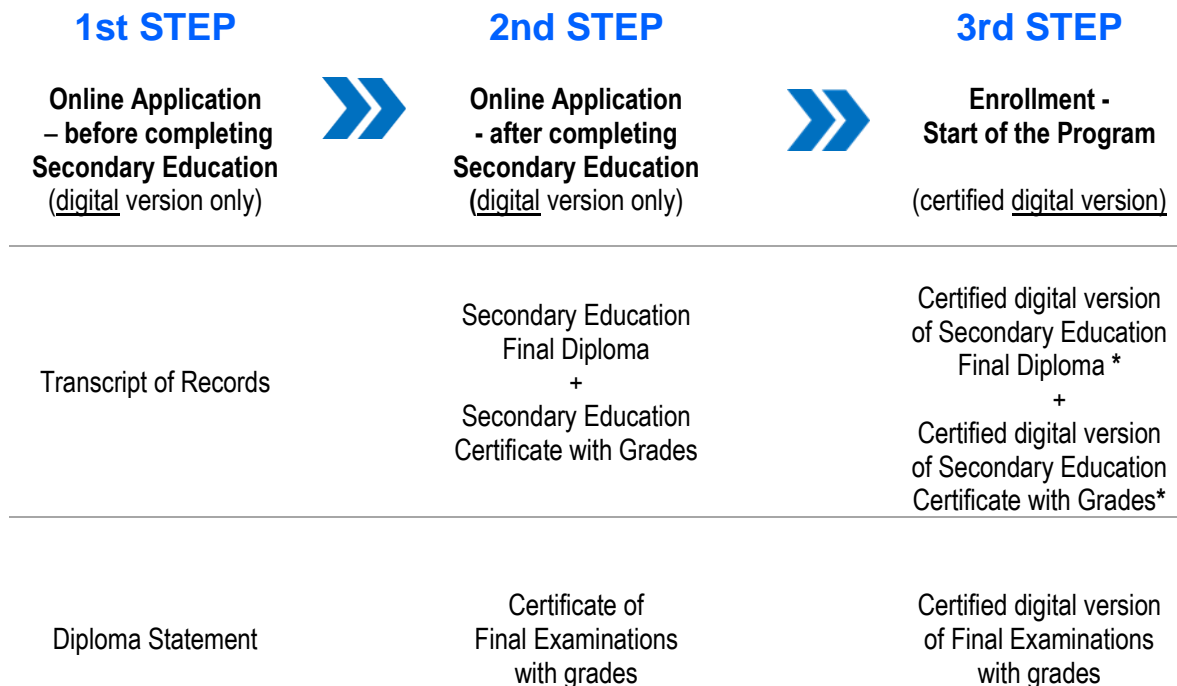 1st STEP
2nd STEP
3rd STEP
Online Application
– before completing
Secondary Education
(digital version only)
Online Application
- after completing
Secondary Education
(digital version only)
Enrollment -
Start of the Program
(certified digital version)
Transcript of Records
Secondary Education
Final Diploma
+
Secondary Education
Certificate with Grades
Certified digital version
of Secondary Education
Final Diploma *
+
Certified digital version
of Secondary Education
Certificate with Grades*
Diploma Statement
Certificate of
Final Examinations
with grades
Certified digital version
of Final Examinations
with grades